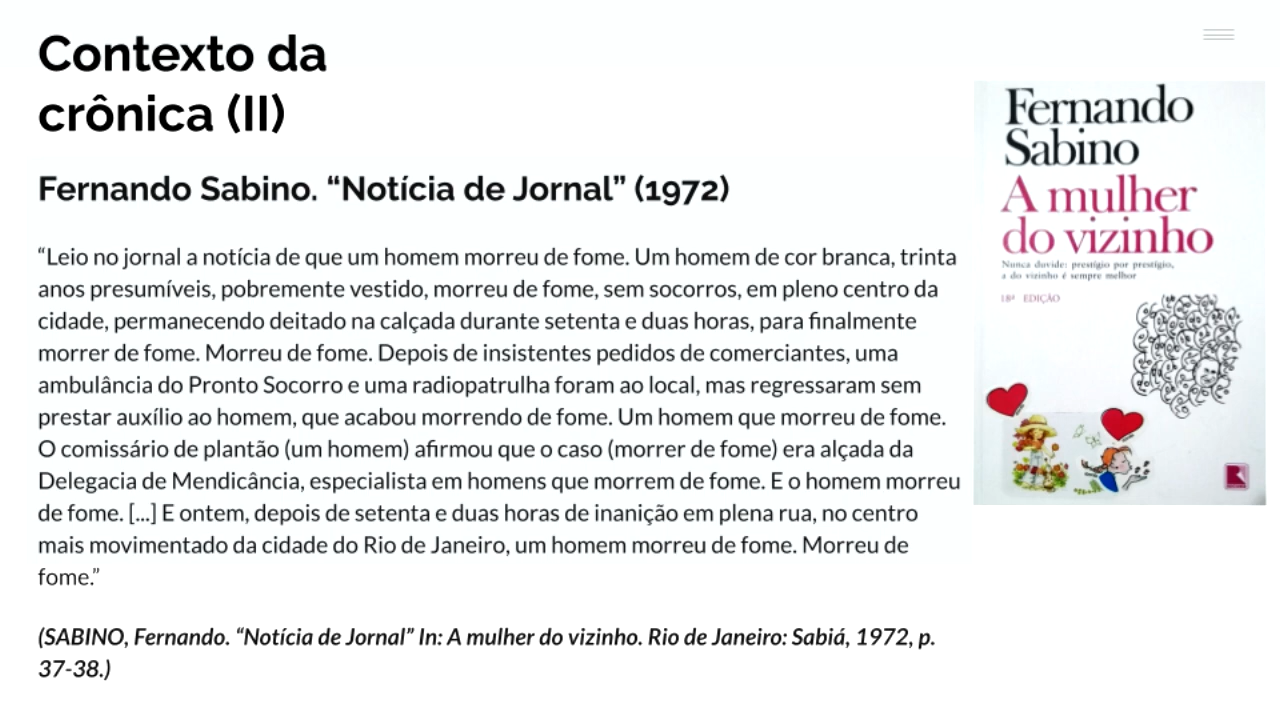 Contexto da
crônica (II)
Fernando Sabino. “Notícia de Jornal” (1972)
“Leio no jornal a notícia de que um homem morreu de fome. Um homem de cor branca, trinta
anos presumíveis, pobremente vestido, morreu de fome, sem socorros, em pleno centro da
cidade, permanecendo deitado na calçada durante setenta e duas horas, para finalmente
morrer de fome. Morreu de fome. Depois de insistentes pedidos de comerciantes, uma
ambulância do Pronto Socorro e uma radiopatrulha foram ao local, mas regressaram sem
prestar auxílio ao homem, que acabou morrendo de fome. Um homem que morreu de fome.
O comissário de plantão (um homem) afirmou que o caso (morrer de fome) era alçada da
Delegacia de Mendicância, especialista em homens que morrem de fome. E o homem morreu
de fome. [...] E ontem, depois de setenta e duas horas de inanição em plena rua, no centro
mais movimentado da cidade do Rio de Janeiro, um homem morreu de fome. Morreu de
fome.”
(SABINO, Fernando. “Notícia de Jornal” In: A mulher do vizinho. Rio de Janeiro: Sabiá, 1972, p.
37-38.)
Fernando
Sabino
A mulher
do vizinho
Nunca duvide: prestígio por prestígio,
a do vizinho é sempre melhor
18ª EDIÇÃO